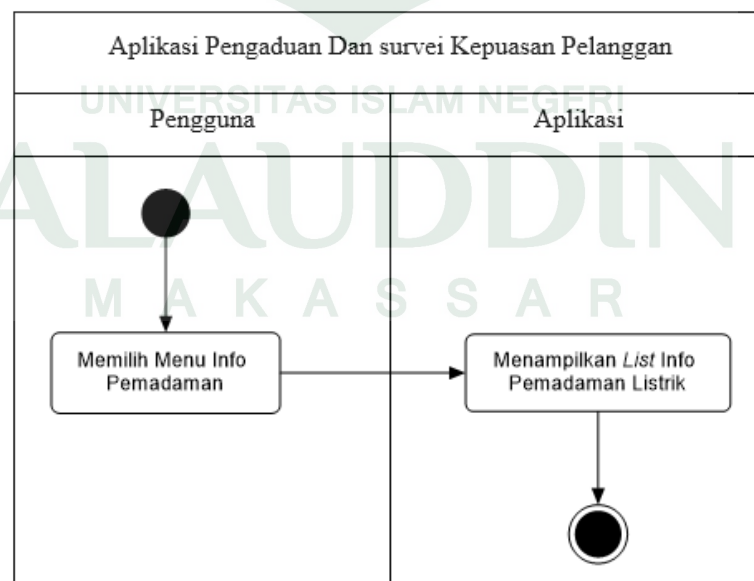 Aplikasi Pengaduan Dan survei Kepuasan Pelanggan
UNIVERSITAS ISLAM NEGERI
Pengguna
Aplikasi
ALAUDDIN
MAKASSAR
Memilih Menu Info
Pemadaman
Menampilkan List Info
Pemadaman Listrik